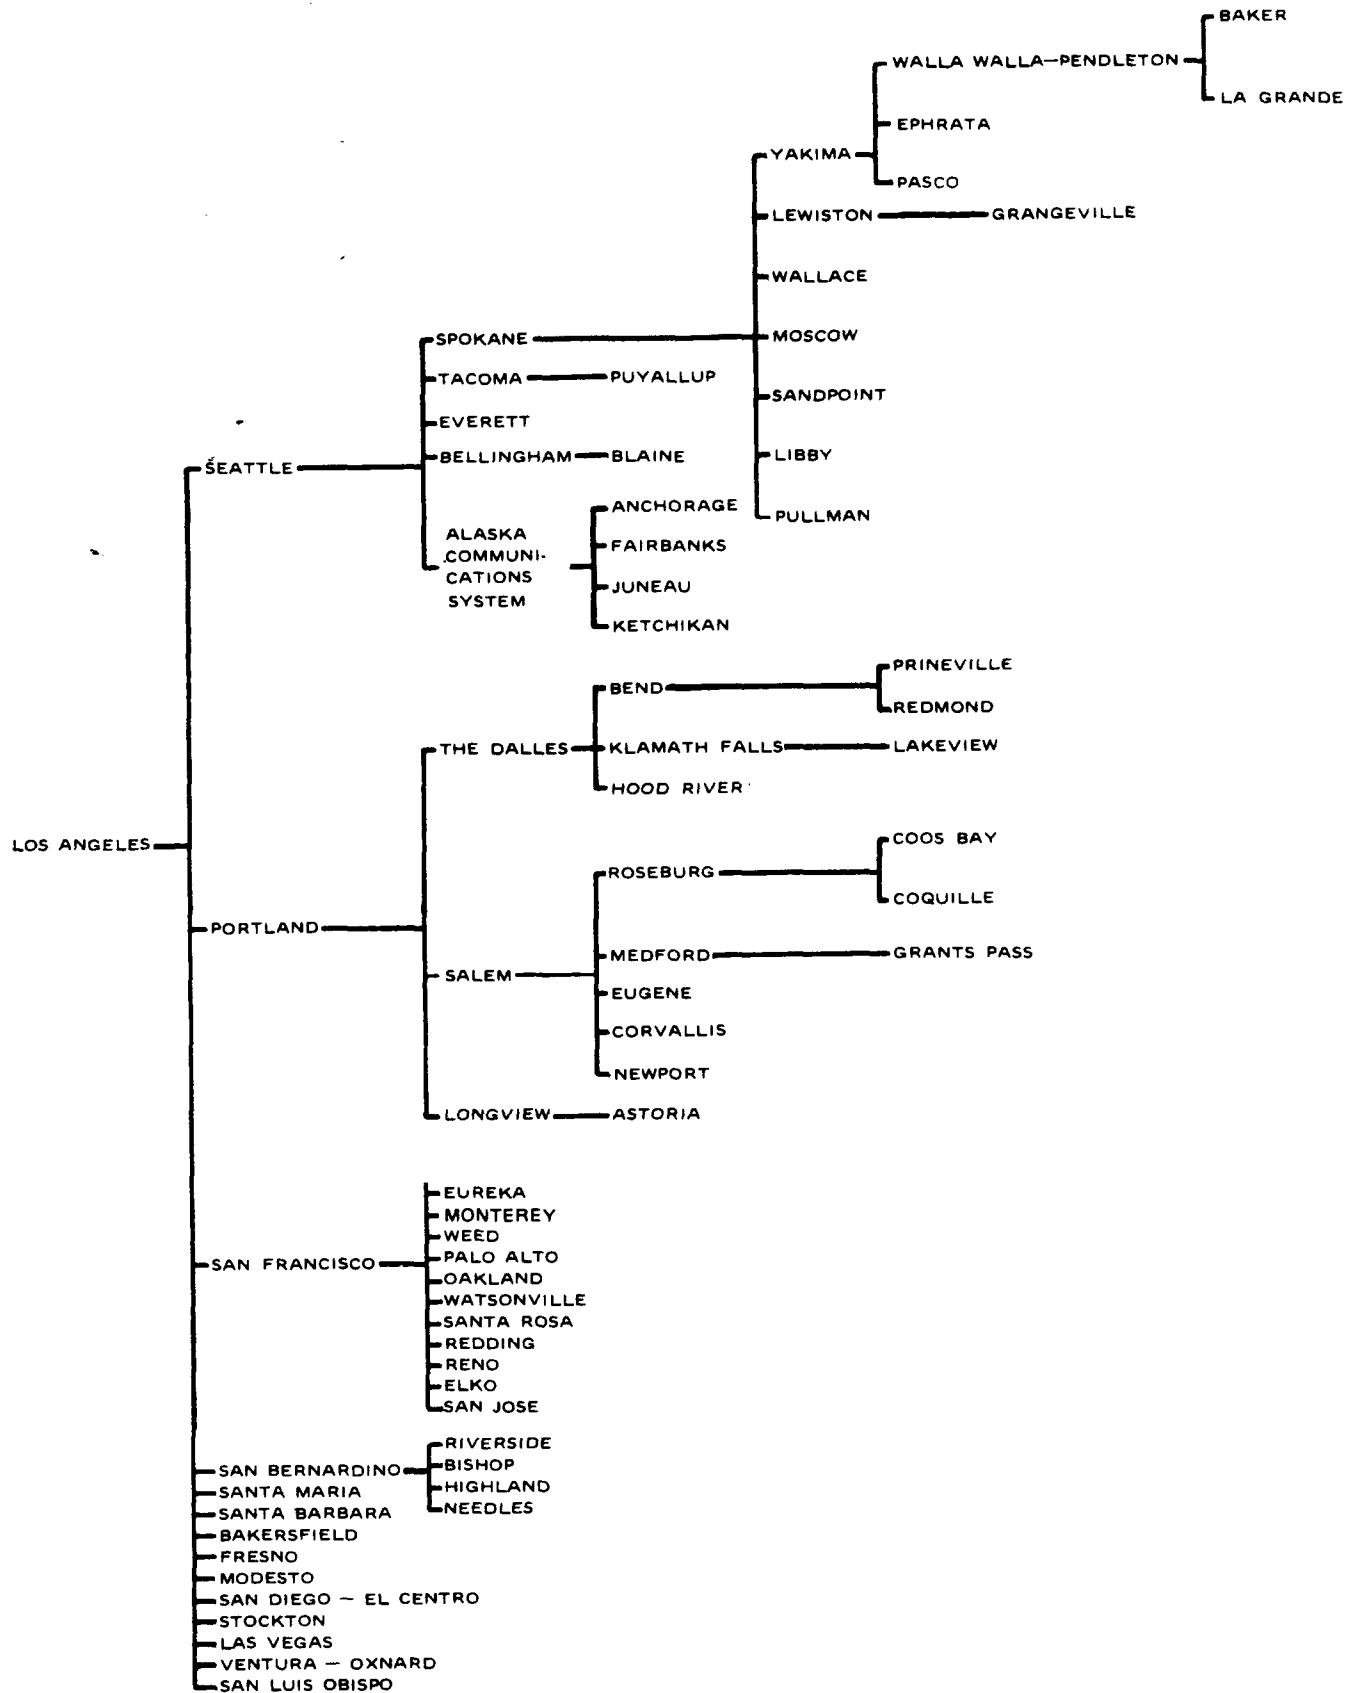 BAKER
WALLA WALLA—PENDLETON
LA GRANDE
EPHRATA
YAKIMA
PASCO
LEWISTON
GRANGEVILLE
WALLACE
SPOKANE
MOSCOW
TACOMA
PUYALLUP
SANDPOINT
EVERETT
BELLINGHAM
BLAINE
LIBBY
SEATTLE
ANCHORAGE
PULLMAN
ALASKA
COMMUNI-
CATIONS
SYSTEM
FAIRBANKS
JUNEAU
KETCHIKAN
PRINEVILLE
BEND
REDMOND
THE DALLES
KLAMATH FALLS
LAKEVIEW
HOOD RIVER
LOS ANGELES
COOS BAY
ROSEBURG
COQUILLE
PORTLAND
MEDFORD
GRANTS PASS
SALEM
EUGENE
CORVALLIS
NEWPORT
LONGVIEW
ASTORIA
EUREKA
MONTEREY
WEED
SAN FRANCISCO
PALO ALTO
OAKLAND
WATSONVILLE
SANTA ROSA
REDDING
RENO
ELKO
SAN JOSE
RIVERSIDE
SAN BERNARDINO
BISHOP
HIGHLAND
NEEDLES
SANTA MARIA
SANTA BARBARA
BAKERSFIELD
FRESNO
MODESTO
SAN DIEGO — EL CENTRO
STOCKTON
LAS VEGAS
VENTURA — OXNARD
SAN LUIS OBISPO